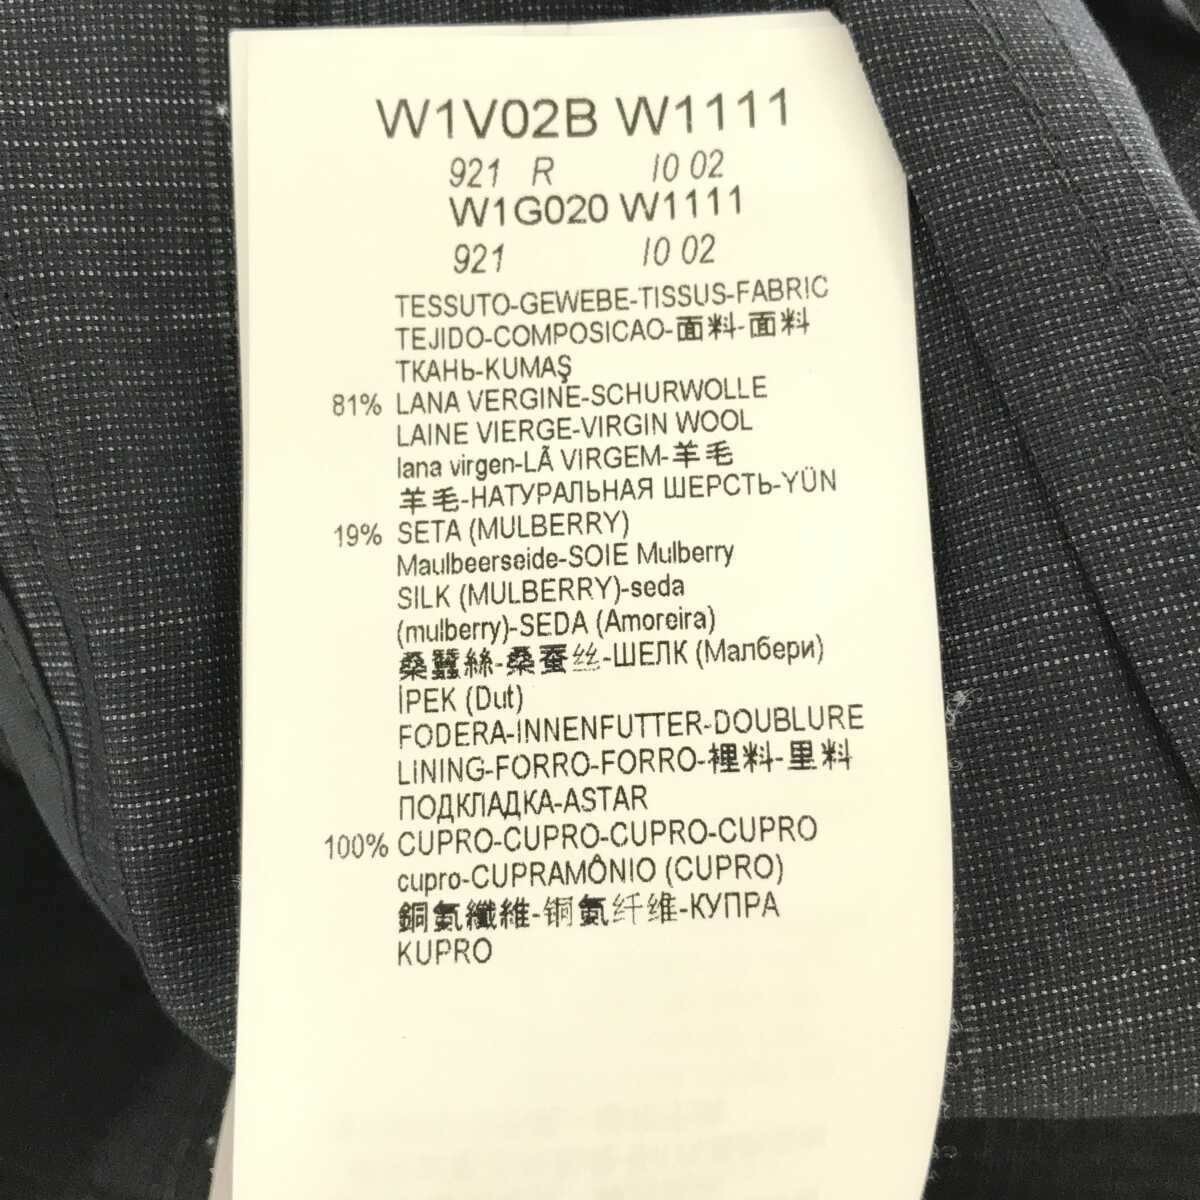 W1V02B W1111
921 R I0 02
W1G020 W1111
921 I0 02
TESSUTO-GEWEBE-TISSUS-FABRIC
TEJIDO-COMPOSICAO-面料-面料
ТКАНЬ-KUMAŞ
81% LANA VERGINE-SCHURWOLLE
LAINE VIERGE-VIRGIN WOOL
lana virgen-LÃ VIRGEM-羊毛
羊毛-НАТУРАЛЬНАЯ ШЕРСТЬ-YÜN
19% SETA (MULBERRY)
Maulbeerseide-SOIE Mulberry
SILK (MULBERRY)-seda
(mulberry)-SEDA (Amoreira)
桑蠶絲-桑蚕丝-ШЕЛК (Малбери)
İPEK (Dut)
FODERA-INNENFUTTER-DOUBLURE
LINING-FORRO-FORRO-裡料-里料
ПОДКЛАДКА-ASTAR
100% CUPRO-CUPRO-CUPRO-CUPRO
cupro-CUPRAMÔNIO (CUPRO)
銅氨纖維-铜氨纤维-КУПРА
KUPRO